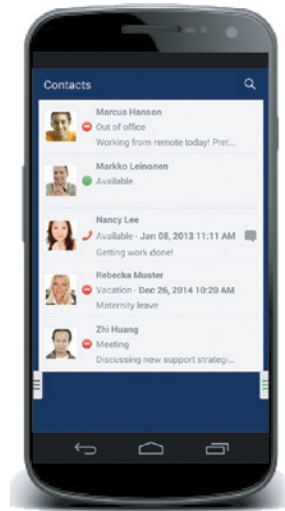 Contacts
Marcus Hanson
Out of office
Working from remote today! Pret...
Markko Leinonen
Available
Nancy Lee
Available - Jan 08, 2013 11:11 AM
Getting work done!
Rebecka Muster
Vacation - Dec 26, 2014 10:20 AM
Maternity leave
Zhi Huang
Meeting
Discussing new support strategi...